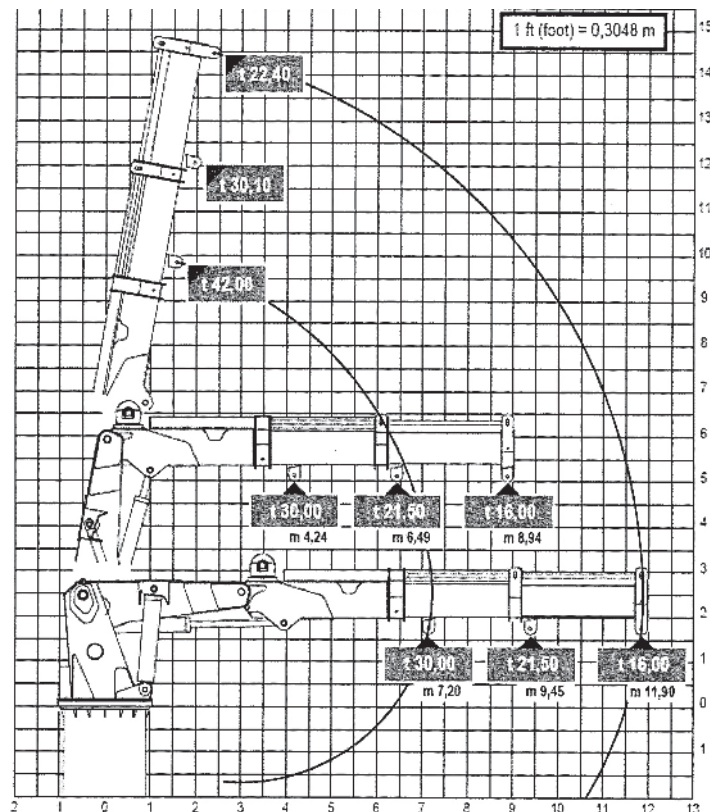 1 ft (foot) = 0,3048 m
15
14
13
12
11
10
9
8
7
6
5
4
3
2
1
0
1
t 22,40
t 30,10
t 42,00
t 30,00
t 21,50
t 16,00
m 4,24
m 6,49
m 8,94
t 30,00
t 21,50
t 16,00
m 7,20
m 9,45
m 11,90
2 1 0 1 2 3 4 5 6 7 8 9 10 11 12 13